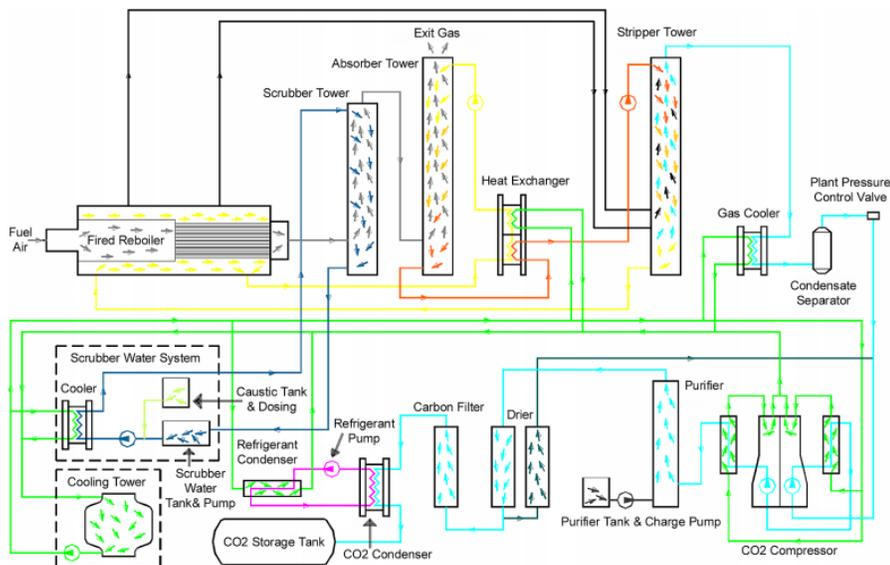 Exit Gas
Stripper Tower
Absorber Tower
Scrubber Tower
Heat Exchanger
Plant Pressure
Control Valve
Gas Cooler
Fuel
Air
Fired Reboiler
Condensate
Separator
Scrubber Water System
Cooler
Caustic Tank
& Dosing
Refrigerant
Pump
Carbon Filter
Drier
Purifier
Refrigerant
Condenser
Scrubber
Water
Tank& Pump
Cooling Tower
Purifier Tank & Charge Pump
CO2 Storage Tank
CO2 Condenser
CO2 Compressor